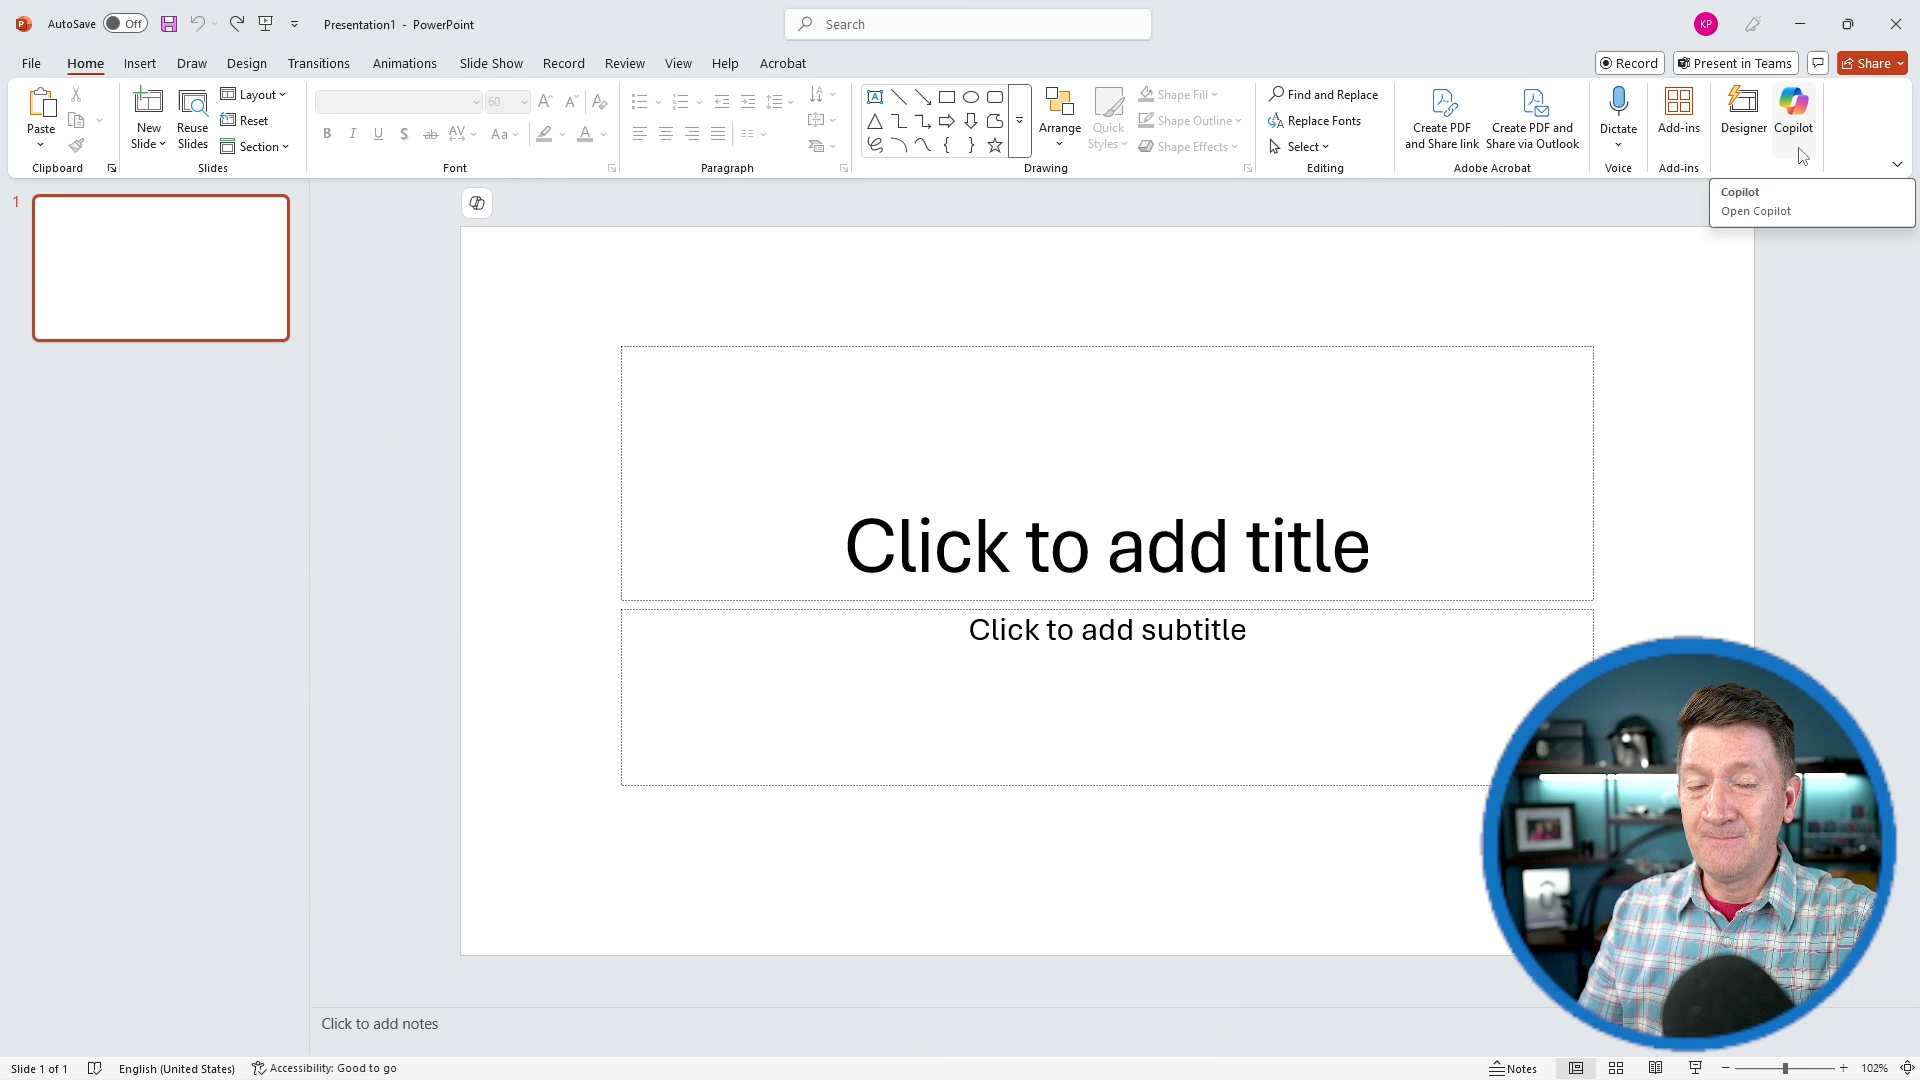 AutoSave Off Presentation1 - PowerPoint Search KP
File Home Insert Draw Design Transitions Animations Slide Show Record Review View Help Acrobat Record Present in Teams Share
Paste
New
Slide
Reuse
Slides
Layout
Reset
Section
60
B I U S ab AV Aa A
Arrange
Quick
Styles
Shape Fill
Shape Outline
Shape Effects
Find and Replace
Replace Fonts
Select
Create PDF
and Share link
Create PDF and
Share via Outlook
Dictate
Add-ins
Designer
Copilot
Clipboard Slides Font Paragraph Drawing Editing Adobe Acrobat Voice Add-ins
Copilot
Open Copilot
1
Click to add title
Click to add subtitle
Click to add notes
Slide 1 of 1 English (United States) Accessibility: Good to go Notes 102%